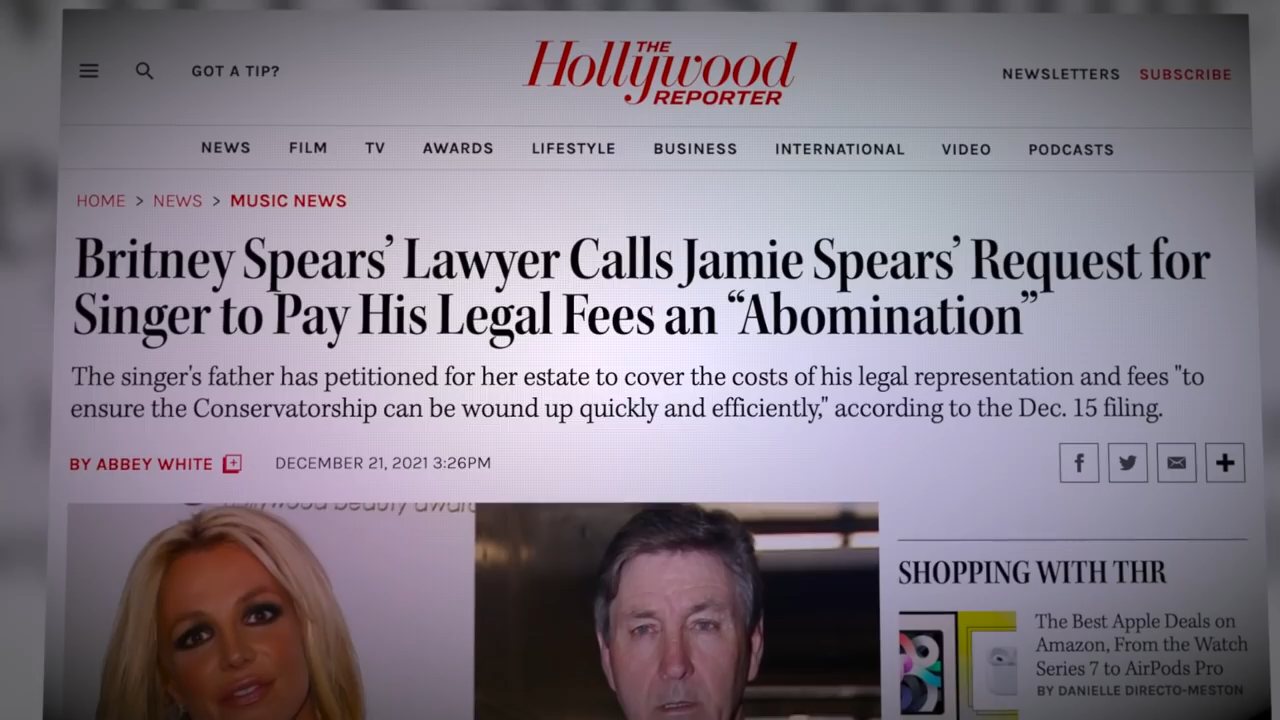 GOT A TIP?
THE
Hollywood
REPORTER
NEWSLETTERS SUBSCRIBE
NEWS FILM TV AWARDS LIFESTYLE BUSINESS INTERNATIONAL VIDEO PODCASTS
HOME > NEWS > MUSIC NEWS
Britney Spears’ Lawyer Calls Jamie Spears’ Request for
Singer to Pay His Legal Fees an “Abomination”
The singer's father has petitioned for her estate to cover the costs of his legal representation and fees "to
ensure the Conservatorship can be wound up quickly and efficiently," according to the Dec. 15 filing.
BY ABBEY WHITE DECEMBER 21, 2021 3:26PM
hollywood beauty award
SHOPPING WITH THR
The Best Apple Deals on
Amazon, From the Watch
Series 7 to AirPods Pro
BY DANIELLE DIRECTO-MESTON